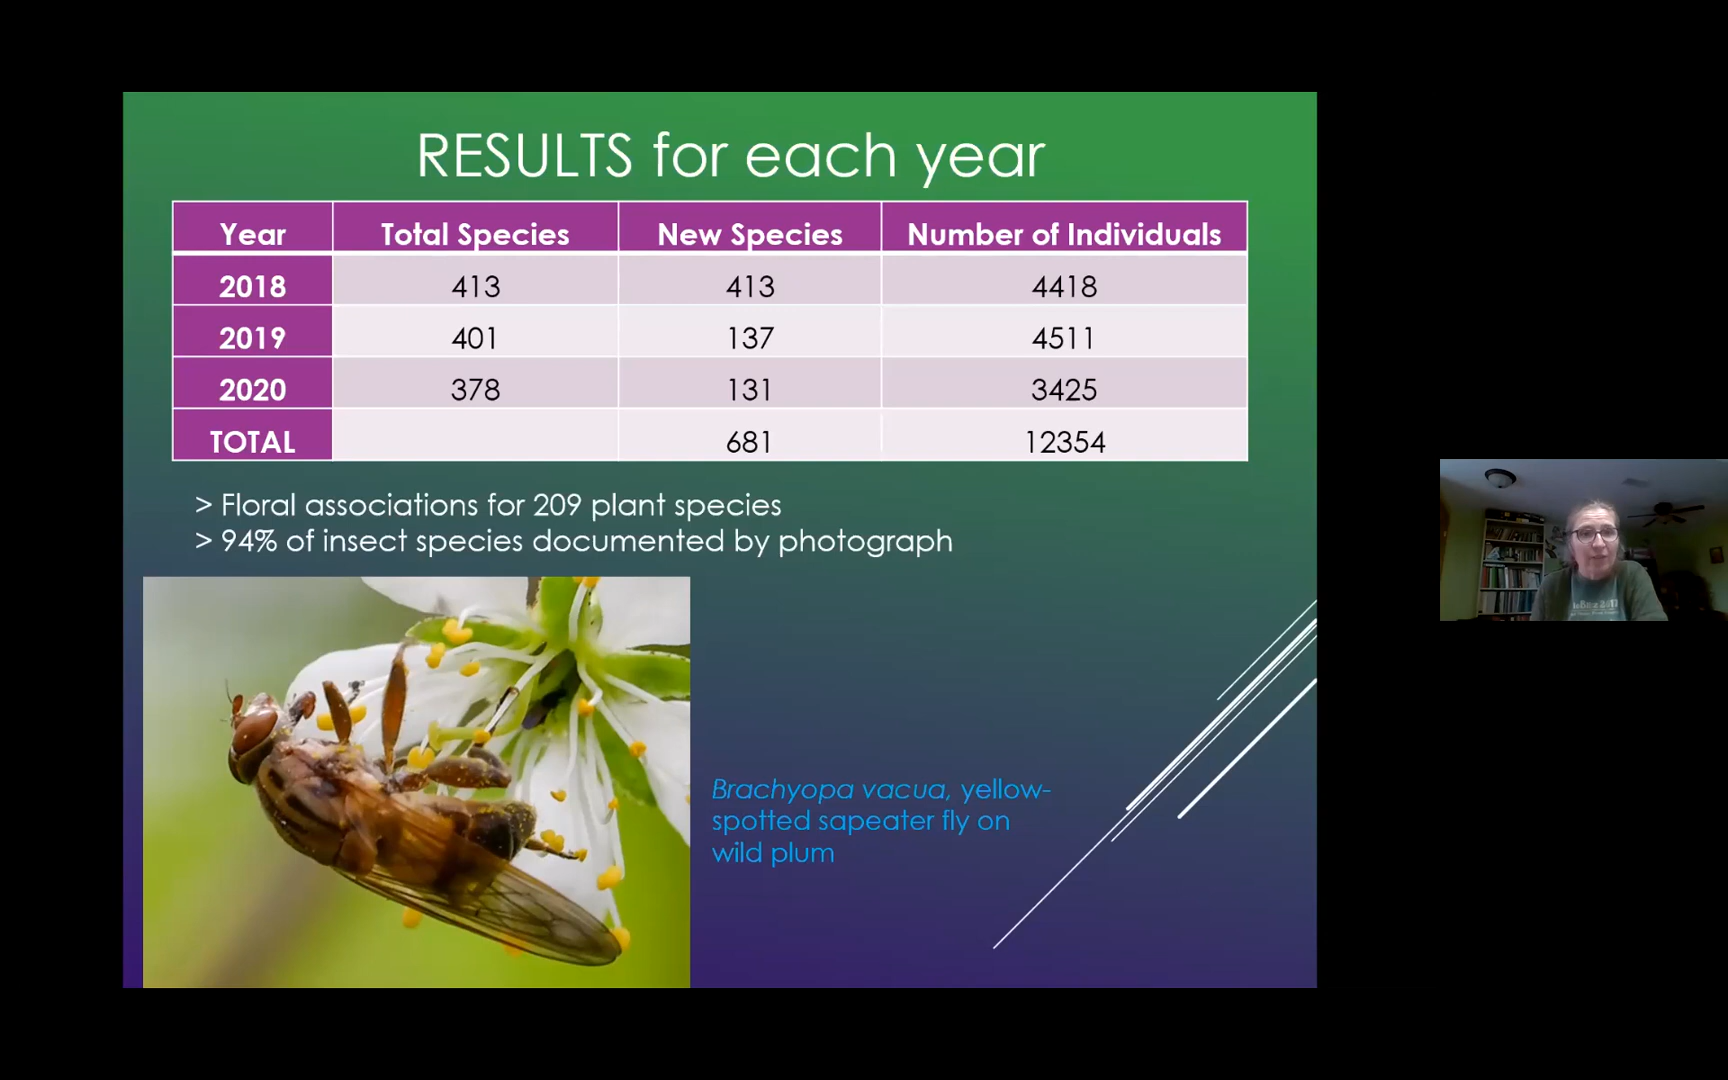 RESULTS for each year
Year Total Species New Species Number of Individuals
2018 413 413 4418
2019 401 137 4511
2020 378 131 3425
TOTAL 681 12354
> Floral associations for 209 plant species
> 94% of insect species documented by photograph
Brachyopa vacua, yellow-
spotted sapeater fly on
wild plum